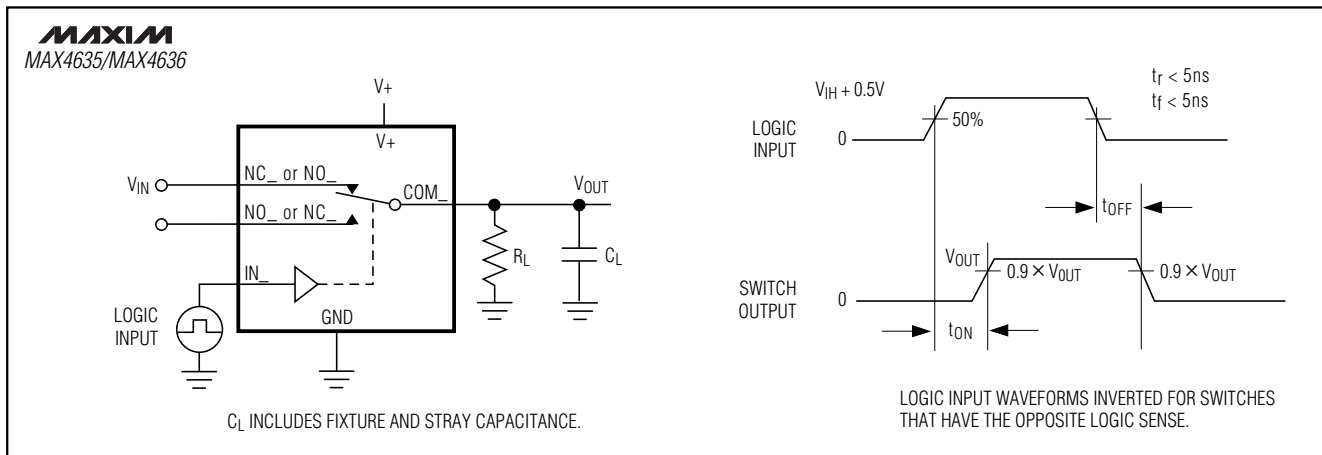 MAXIM
MAX4635/MAX4636
V+
V+
VIN
NC_ or NO_
COM_
VOUT
NO_ or NC_
RL
CL
IN_
LOGIC
INPUT
GND
CL INCLUDES FIXTURE AND STRAY CAPACITANCE.
VIH + 0.5V
tr < 5ns
tf < 5ns
LOGIC
INPUT
0
50%
tOFF
VOUT
0.9 × VOUT
0.9 × VOUT
SWITCH
OUTPUT
0
tON
LOGIC INPUT WAVEFORMS INVERTED FOR SWITCHES
THAT HAVE THE OPPOSITE LOGIC SENSE.